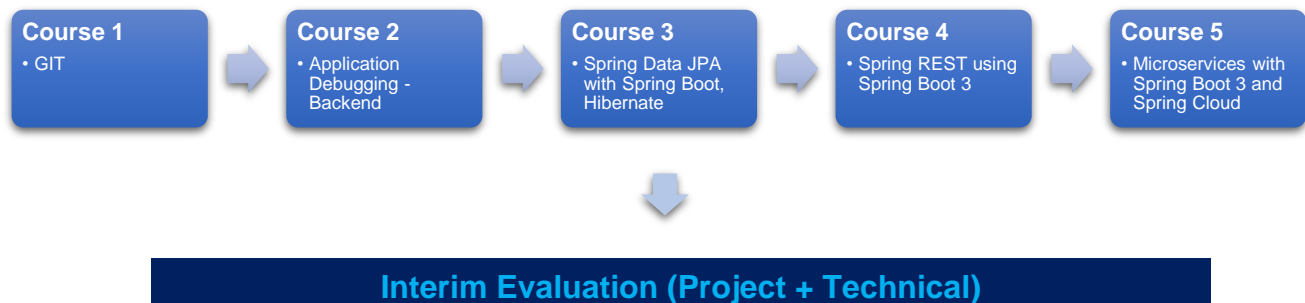 Course 1
• GIT
Course 2
• Application
Debugging -
Backend
Course 3
• Spring Data JPA
with Spring Boot,
Hibernate
Course 4
• Spring REST using
Spring Boot 3
Course 5
• Microservices with
Spring Boot 3 and
Spring Cloud
Interim Evaluation (Project + Technical)